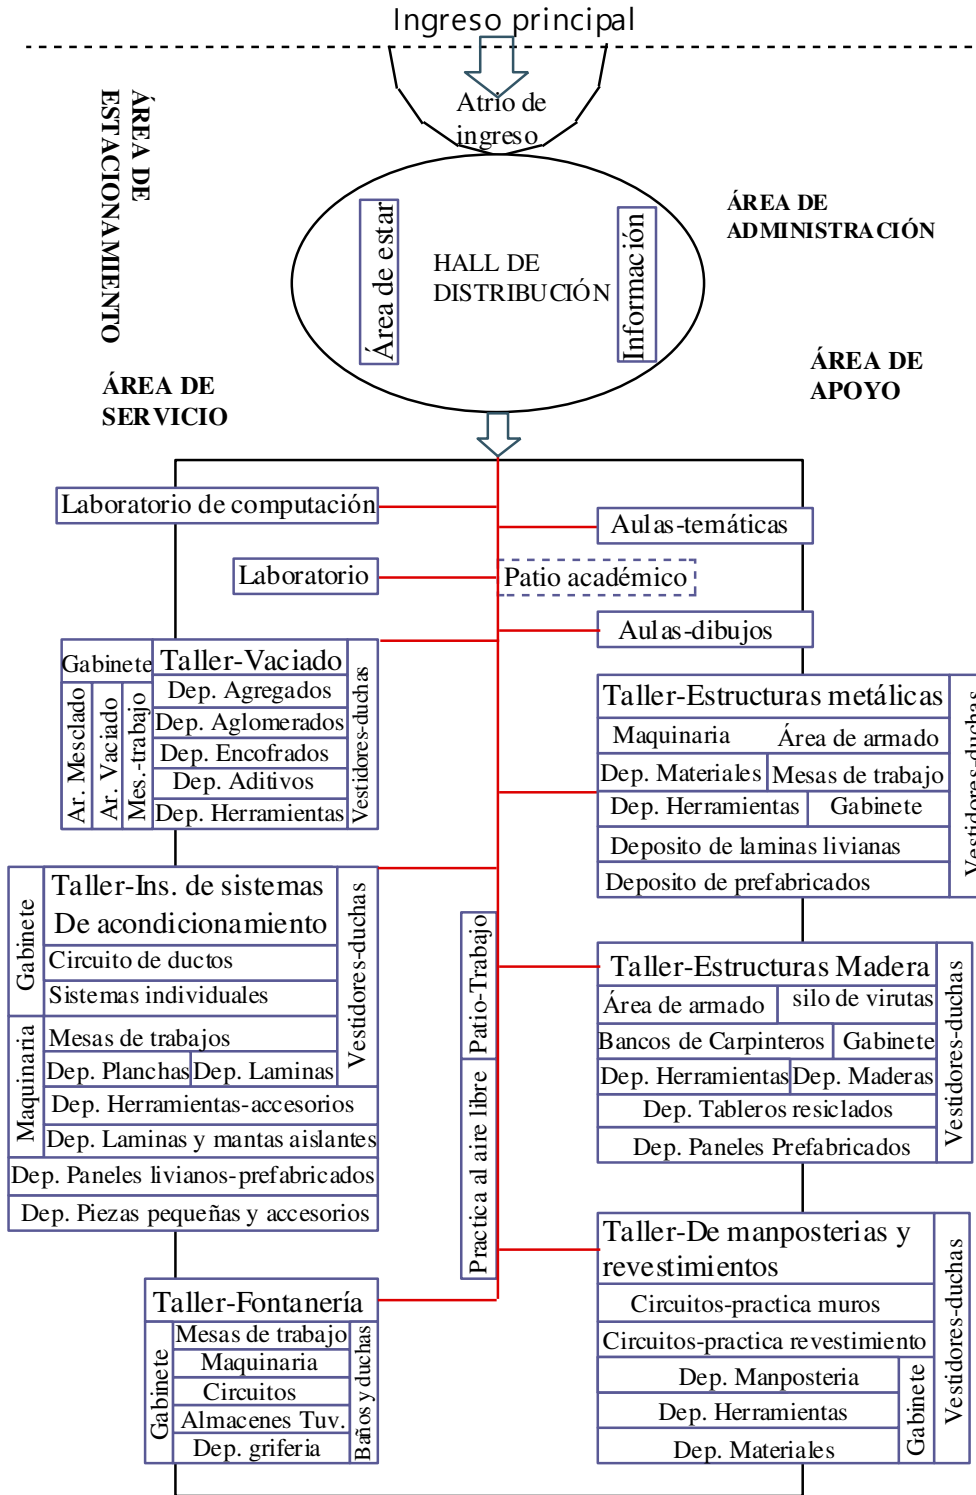 Ingreso principal
Atrio de
ingreso
ÁREA DE
ESTACIONAMIENTO
ÁREA DE
ADMINISTRACIÓN
Área de estar
HALL DE
DISTRIBUCIÓN
Información
ÁREA DE
SERVICIO
ÁREA DE
APOYO
Laboratorio de computación
Aulas-temáticas
Laboratorio
Patio académico
Aulas-dibujos
Gabinete
Taller-Vaciado
Ar. Mesclado
Ar. Vaciado
Mes.-trabajo
Dep. Agregados
Dep. Aglomerados
Dep. Encofrados
Dep. Aditivos
Dep. Herramientas
Vestidores-duchas
Taller-Estructuras metálicas
Maquinaria
Área de armado
Dep. Materiales
Mesas de trabajo
Dep. Herramientas
Gabinete
Deposito de laminas livianas
Deposito de prefabricados
Vestidores-duchas
Gabinete
Taller-Ins. de sistemas
De acondicionamiento
Circuito de ductos
Sistemas individuales
Vestidores-duchas
Maquinaria
Mesas de trabajos
Dep. Planchas
Dep. Laminas
Dep. Herramientas-accesorios
Dep. Laminas y mantas aislantes
Dep. Paneles livianos-prefabricados
Dep. Piezas pequeñas y accesorios
Patio-Trabajo
Practica al aire libre
Taller-Estructuras Madera
Área de armado
silo de virutas
Bancos de Carpinteros
Gabinete
Dep. Herramientas
Dep. Maderas
Dep. Tableros resiclados
Dep. Paneles Prefabricados
Vestidores-duchas
Taller-De manposterias y
revestimientos
Circuitos-practica muros
Circuitos-practica revestimiento
Dep. Manposteria
Dep. Herramientas
Dep. Materiales
Gabinete
Vestidores-duchas
Taller-Fontanería
Gabinete
Mesas de trabajo
Maquinaria
Circuitos
Almacenes Tuv.
Dep. griferia
Baños y duchas